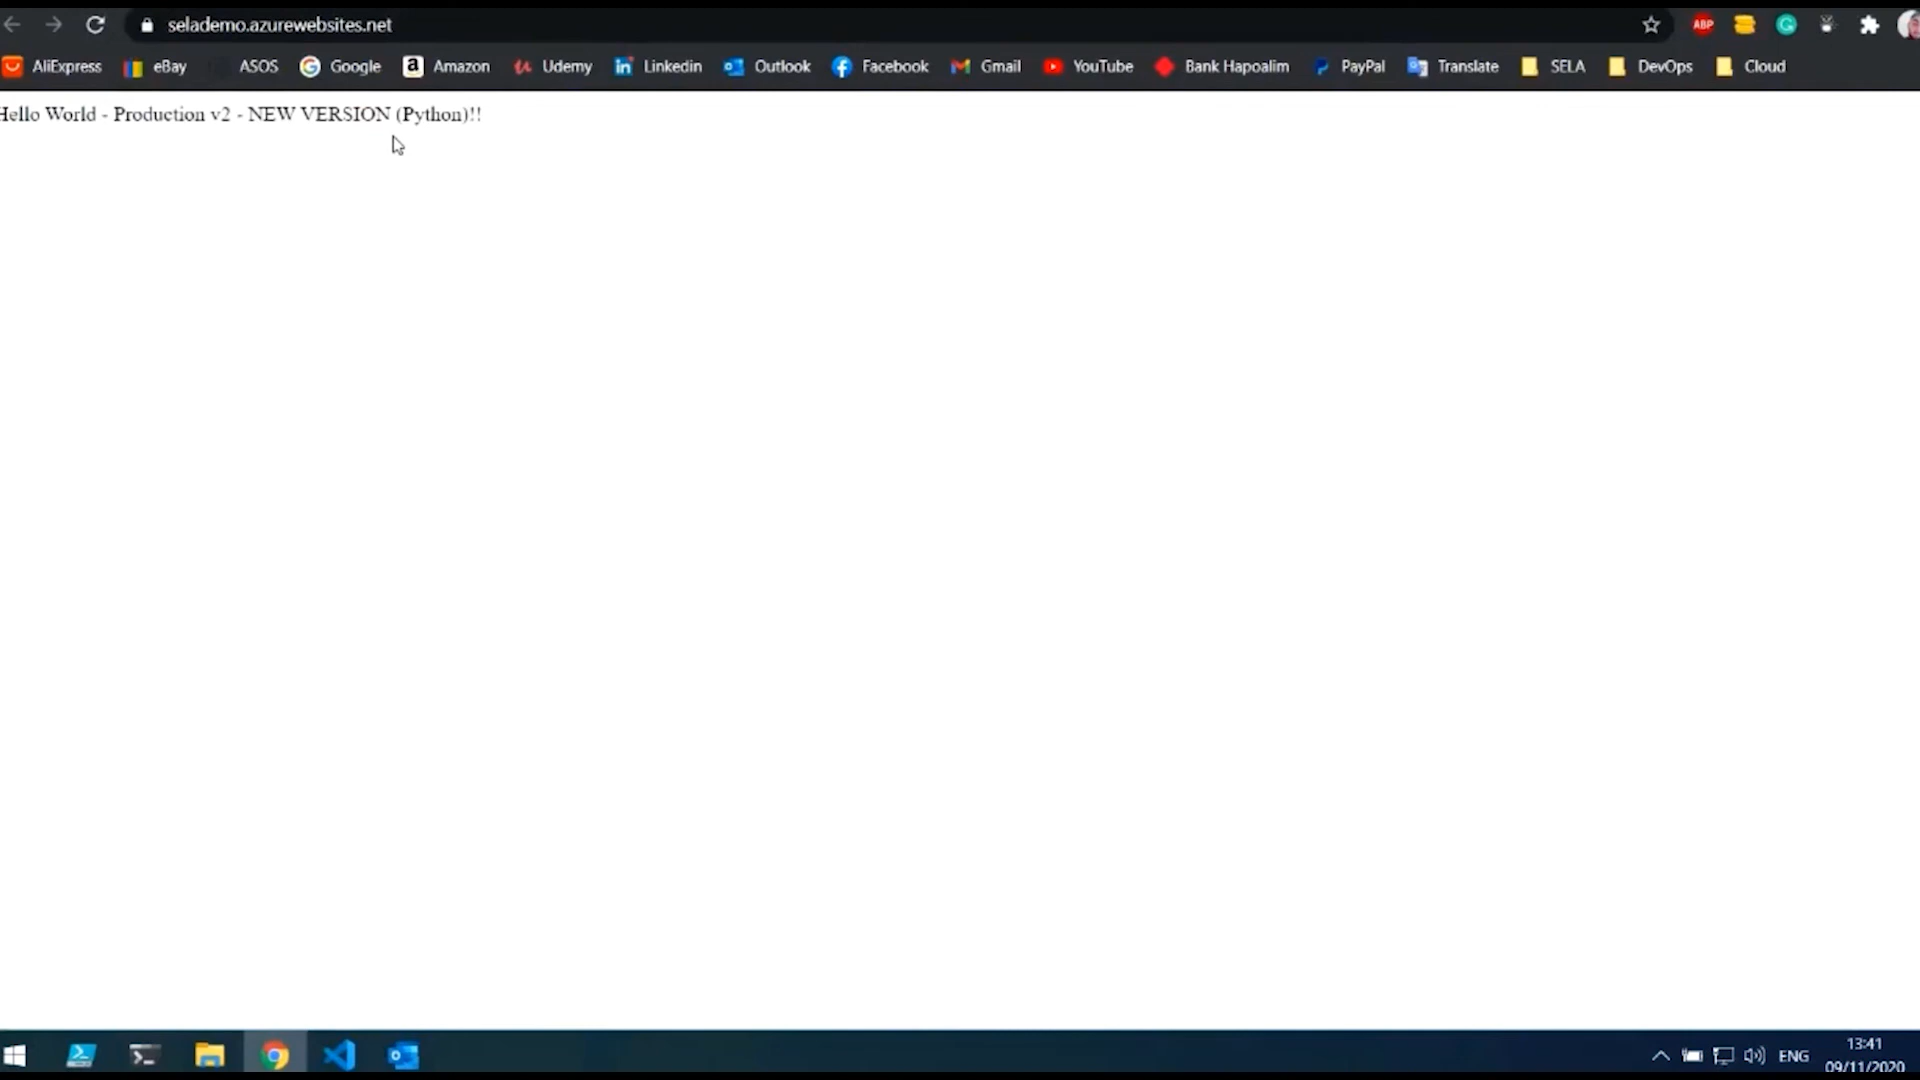 selademo.azurewebsites.net
ABP
AliExpress eBay ASOS Google Amazon Udemy Linkedin Outlook Facebook Gmail YouTube Bank Hapoalim PayPal Translate SELA DevOps Cloud
Hello World - Production v2 - NEW VERSION (Python)!!
ENG
13:41
09/11/2020